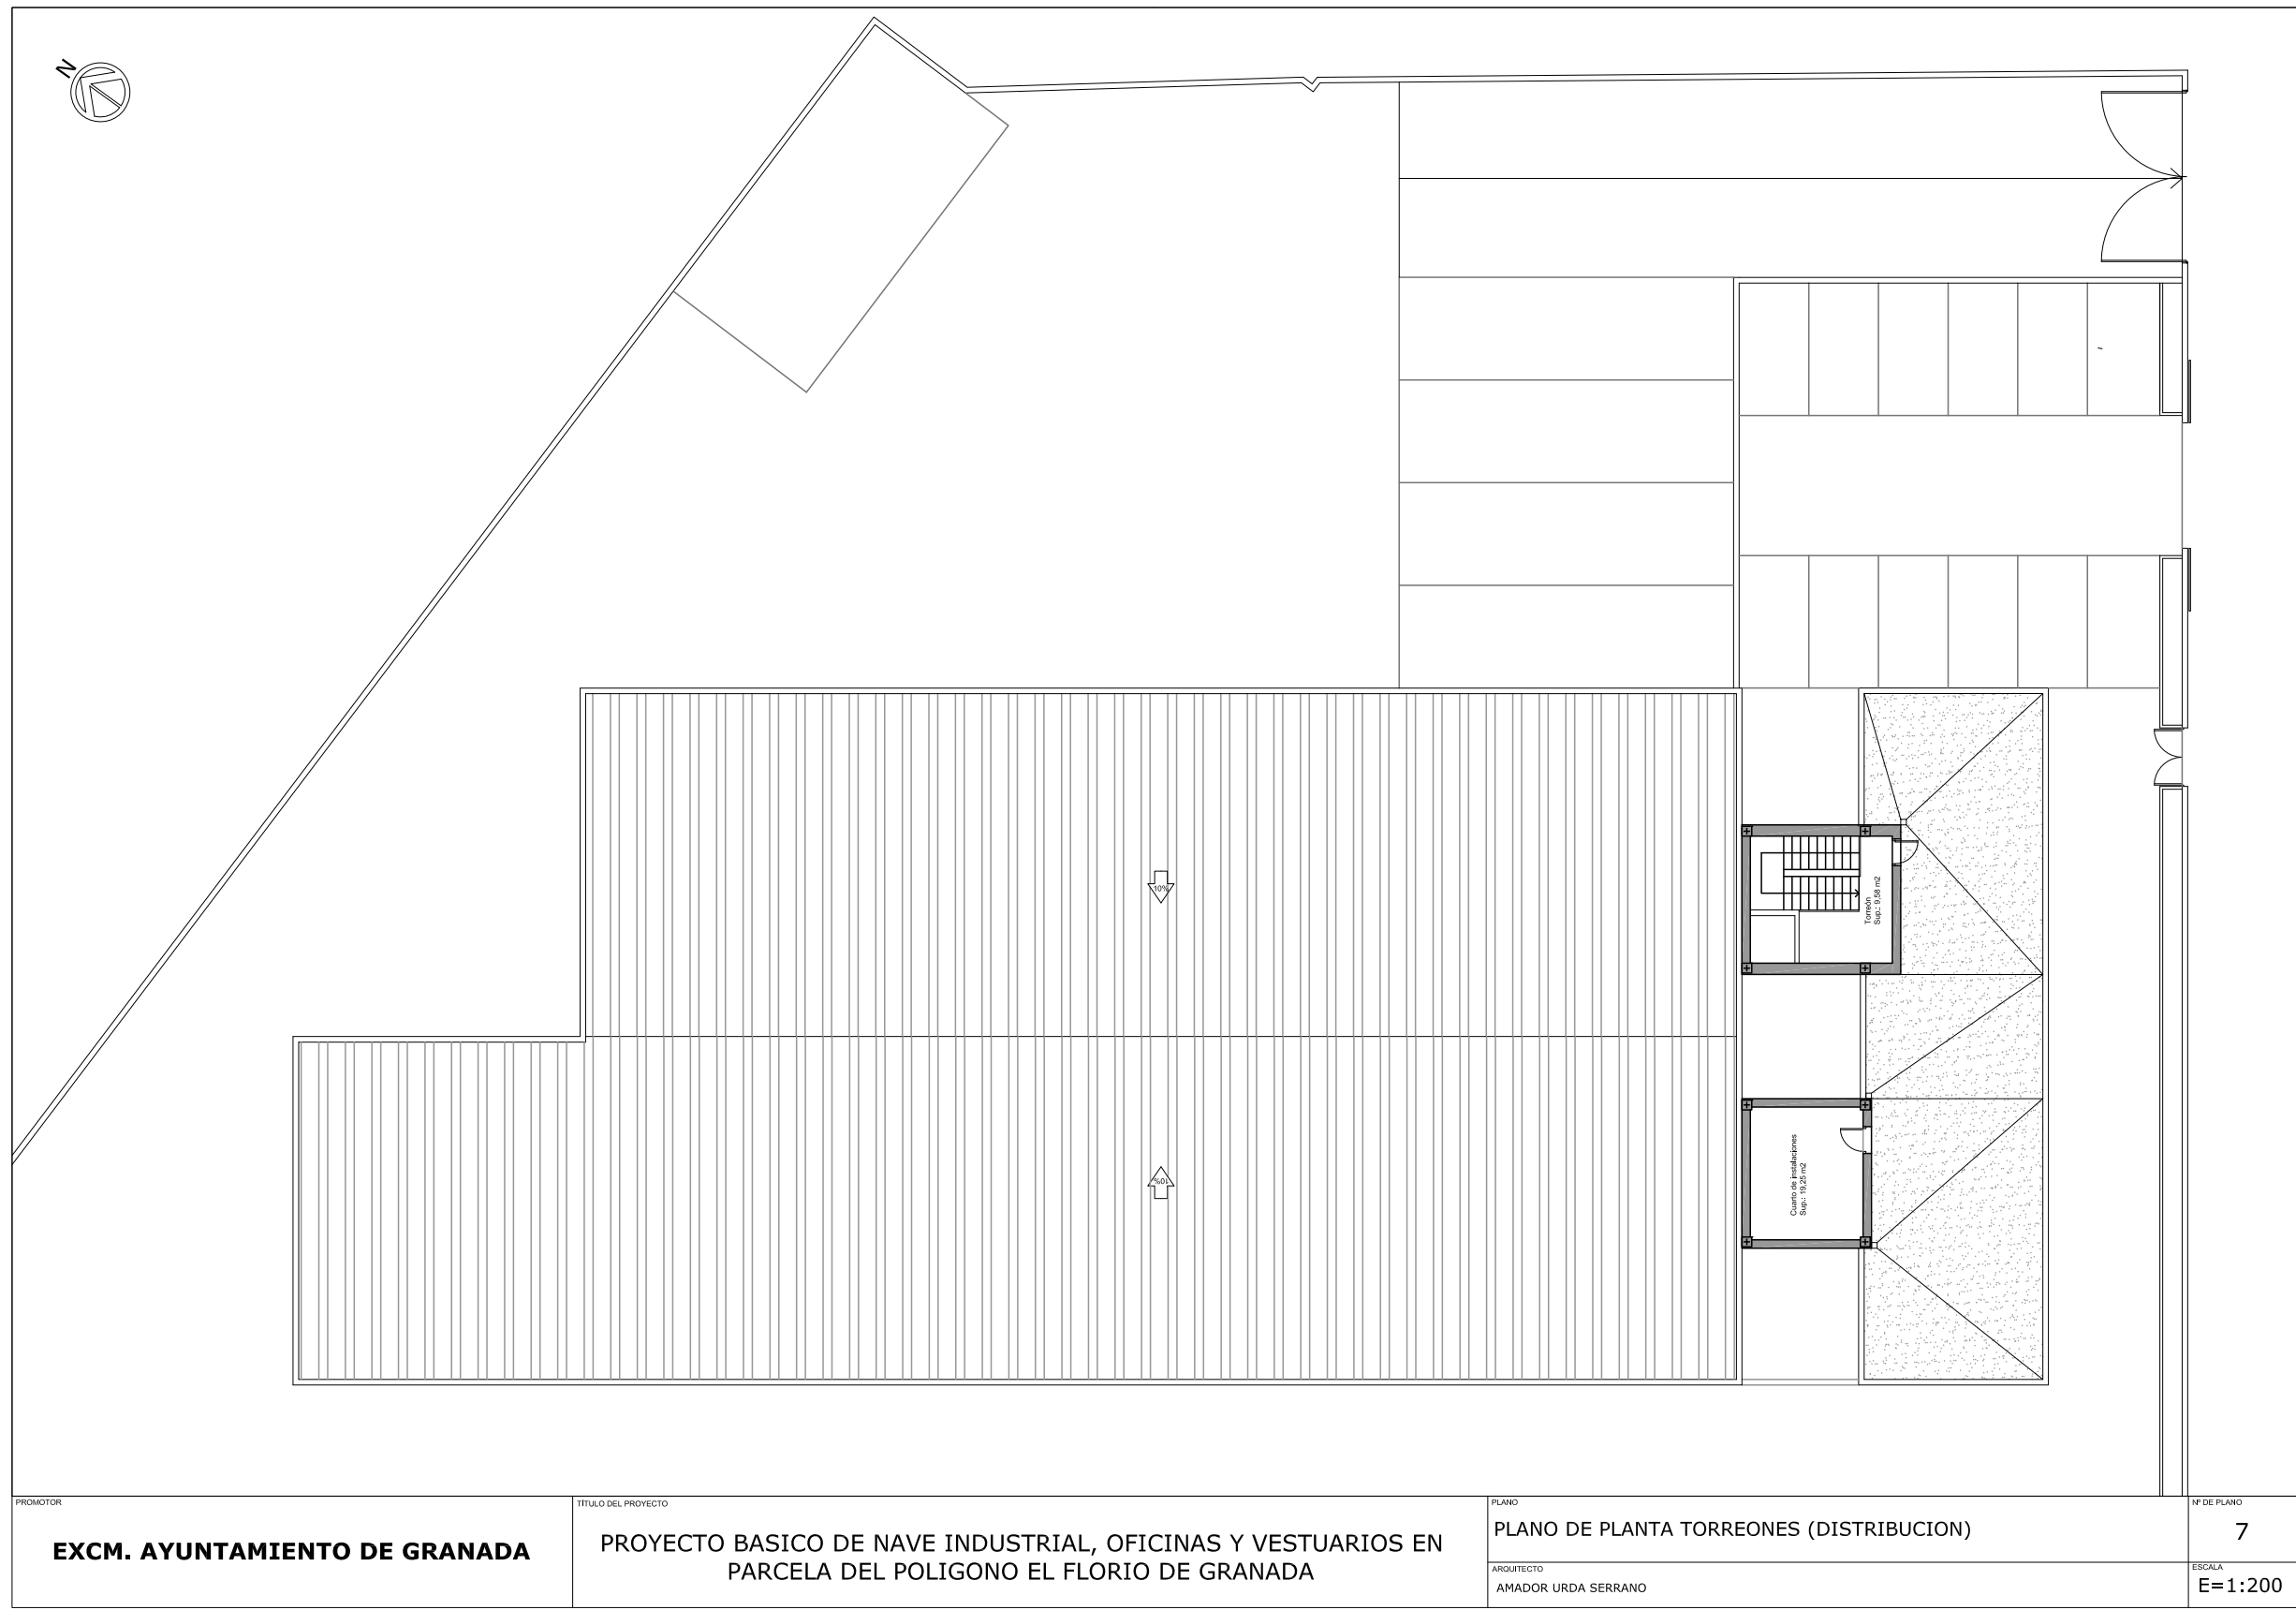 N
10%
10%
Torreón
Sup.: 9,58 m2
Cuarto de instalaciones
Sup.: 19,25 m2
PROMOTOR
EXCM. AYUNTAMIENTO DE GRANADA
TÍTULO DEL PROYECTO
PROYECTO BASICO DE NAVE INDUSTRIAL, OFICINAS Y VESTUARIOS EN
PARCELA DEL POLIGONO EL FLORIO DE GRANADA
PLANO
PLANO DE PLANTA TORREONES (DISTRIBUCION)
ARQUITECTO
AMADOR URDA SERRANO
Nº DE PLANO
7
ESCALA
E=1:200